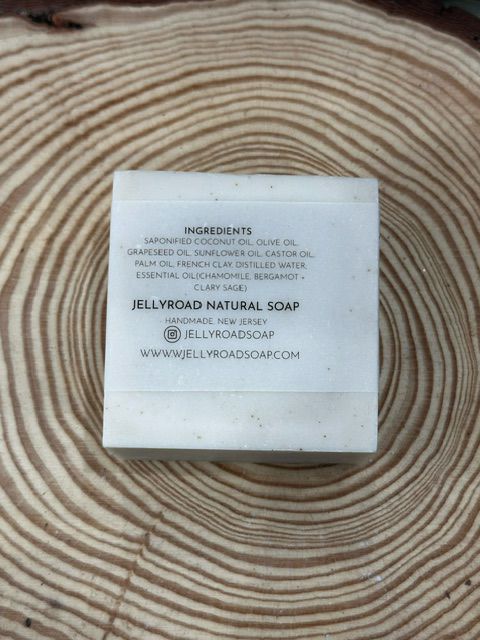 INGREDIENTS
SAPONIFIED COCONUT OIL, OLIVE OIL,
GRAPESEED OIL, SUNFLOWER OIL, CASTOR OIL,
PALM OIL, FRENCH CLAY, DISTILLED WATER,
ESSENTIAL OIL(CHAMOMILE, BERGAMOT +
CLARY SAGE)
JELLYROAD NATURAL SOAP
HANDMADE. NEW JERSEY
JELLYROADSOAP
WWW.JELLYROADSOAP.COM